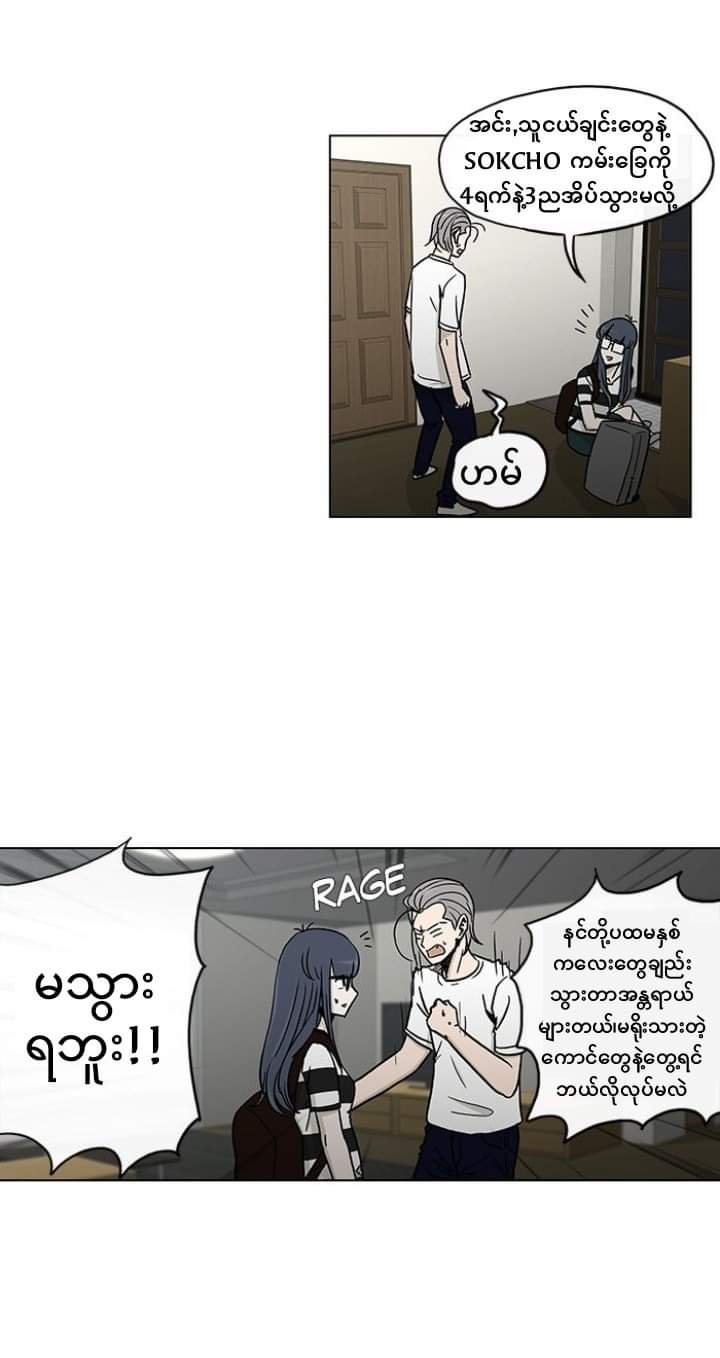 အင်း,သူငယ်ချင်းတွေနဲ့
SOKCHO ကမ်းခြေကို
4ရက်နဲ့3ညအိပ်သွားမလို့
ဟမ်
RAGE
မသွား
ရဘူး!!
နင်တို့ပထမနှစ်
ကလေးတွေချည်း
သွားတာအန္တရာယ်
များတယ်၊မရိုးသားတဲ့
ကောင်တွေနဲ့တွေ့ရင်
ဘယ်လိုလုပ်မလဲ